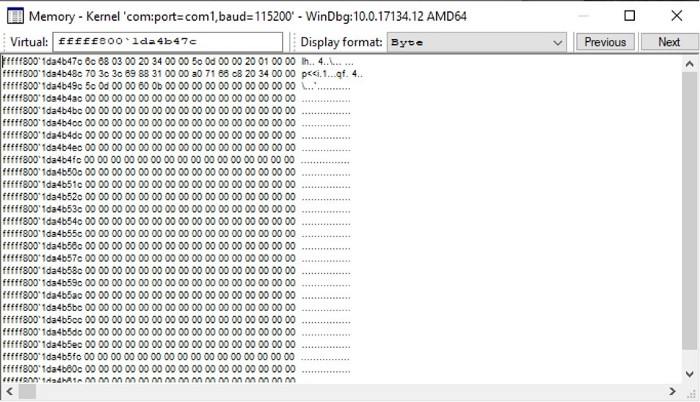 Memory - Kernel 'com:port=com1,baud=115200' - WinDbg:10.0.17134.12 AMD64
Virtual: fffff800`1da4b47c Display format: Byte Previous Next
fffff800`1da4b47c 6c 68 03 00 20 34 00 00 5c 0d 00 00 20 01 00 00 lh.. 4..\... ...
fffff800`1da4b48c 70 3c 3c 69 88 31 00 00 a0 71 66 c8 20 34 00 00 p<<i.1...qf. 4..
fffff800`1da4b49c 5c 0d 00 00 60 0b 00 00 00 00 00 00 00 00 00 00 \...`...........
fffff800`1da4b4ac 00 00 00 00 00 00 00 00 00 00 00 00 00 00 00 00 ................
fffff800`1da4b4bc 00 00 00 00 00 00 00 00 00 00 00 00 00 00 00 00 ................
fffff800`1da4b4cc 00 00 00 00 00 00 00 00 00 00 00 00 00 00 00 00 ................
fffff800`1da4b4dc 00 00 00 00 00 00 00 00 00 00 00 00 00 00 00 00 ................
fffff800`1da4b4ec 00 00 00 00 00 00 00 00 00 00 00 00 00 00 00 00 ................
fffff800`1da4b4fc 00 00 00 00 00 00 00 00 00 00 00 00 00 00 00 00 ................
fffff800`1da4b50c 00 00 00 00 00 00 00 00 00 00 00 00 00 00 00 00 ................
fffff800`1da4b51c 00 00 00 00 00 00 00 00 00 00 00 00 00 00 00 00 ................
fffff800`1da4b52c 00 00 00 00 00 00 00 00 00 00 00 00 00 00 00 00 ................
fffff800`1da4b53c 00 00 00 00 00 00 00 00 00 00 00 00 00 00 00 00 ................
fffff800`1da4b54c 00 00 00 00 00 00 00 00 00 00 00 00 00 00 00 00 ................
fffff800`1da4b55c 00 00 00 00 00 00 00 00 00 00 00 00 00 00 00 00 ................
fffff800`1da4b56c 00 00 00 00 00 00 00 00 00 00 00 00 00 00 00 00 ................
fffff800`1da4b57c 00 00 00 00 00 00 00 00 00 00 00 00 00 00 00 00 ................
fffff800`1da4b58c 00 00 00 00 00 00 00 00 00 00 00 00 00 00 00 00 ................
fffff800`1da4b59c 00 00 00 00 00 00 00 00 00 00 00 00 00 00 00 00 ................
fffff800`1da4b5ac 00 00 00 00 00 00 00 00 00 00 00 00 00 00 00 00 ................
fffff800`1da4b5bc 00 00 00 00 00 00 00 00 00 00 00 00 00 00 00 00 ................
fffff800`1da4b5cc 00 00 00 00 00 00 00 00 00 00 00 00 00 00 00 00 ................
fffff800`1da4b5dc 00 00 00 00 00 00 00 00 00 00 00 00 00 00 00 00 ................
fffff800`1da4b5ec 00 00 00 00 00 00 00 00 00 00 00 00 00 00 00 00 ................
fffff800`1da4b5fc 00 00 00 00 00 00 00 00 00 00 00 00 00 00 00 00 ................
fffff800`1da4b60c 00 00 00 00 00 00 00 00 00 00 00 00 00 00 00 00 ................
fffff800`1da4b61c 00 00 00 00 00 00 00 00 00 00 00 00 00 00 00 00